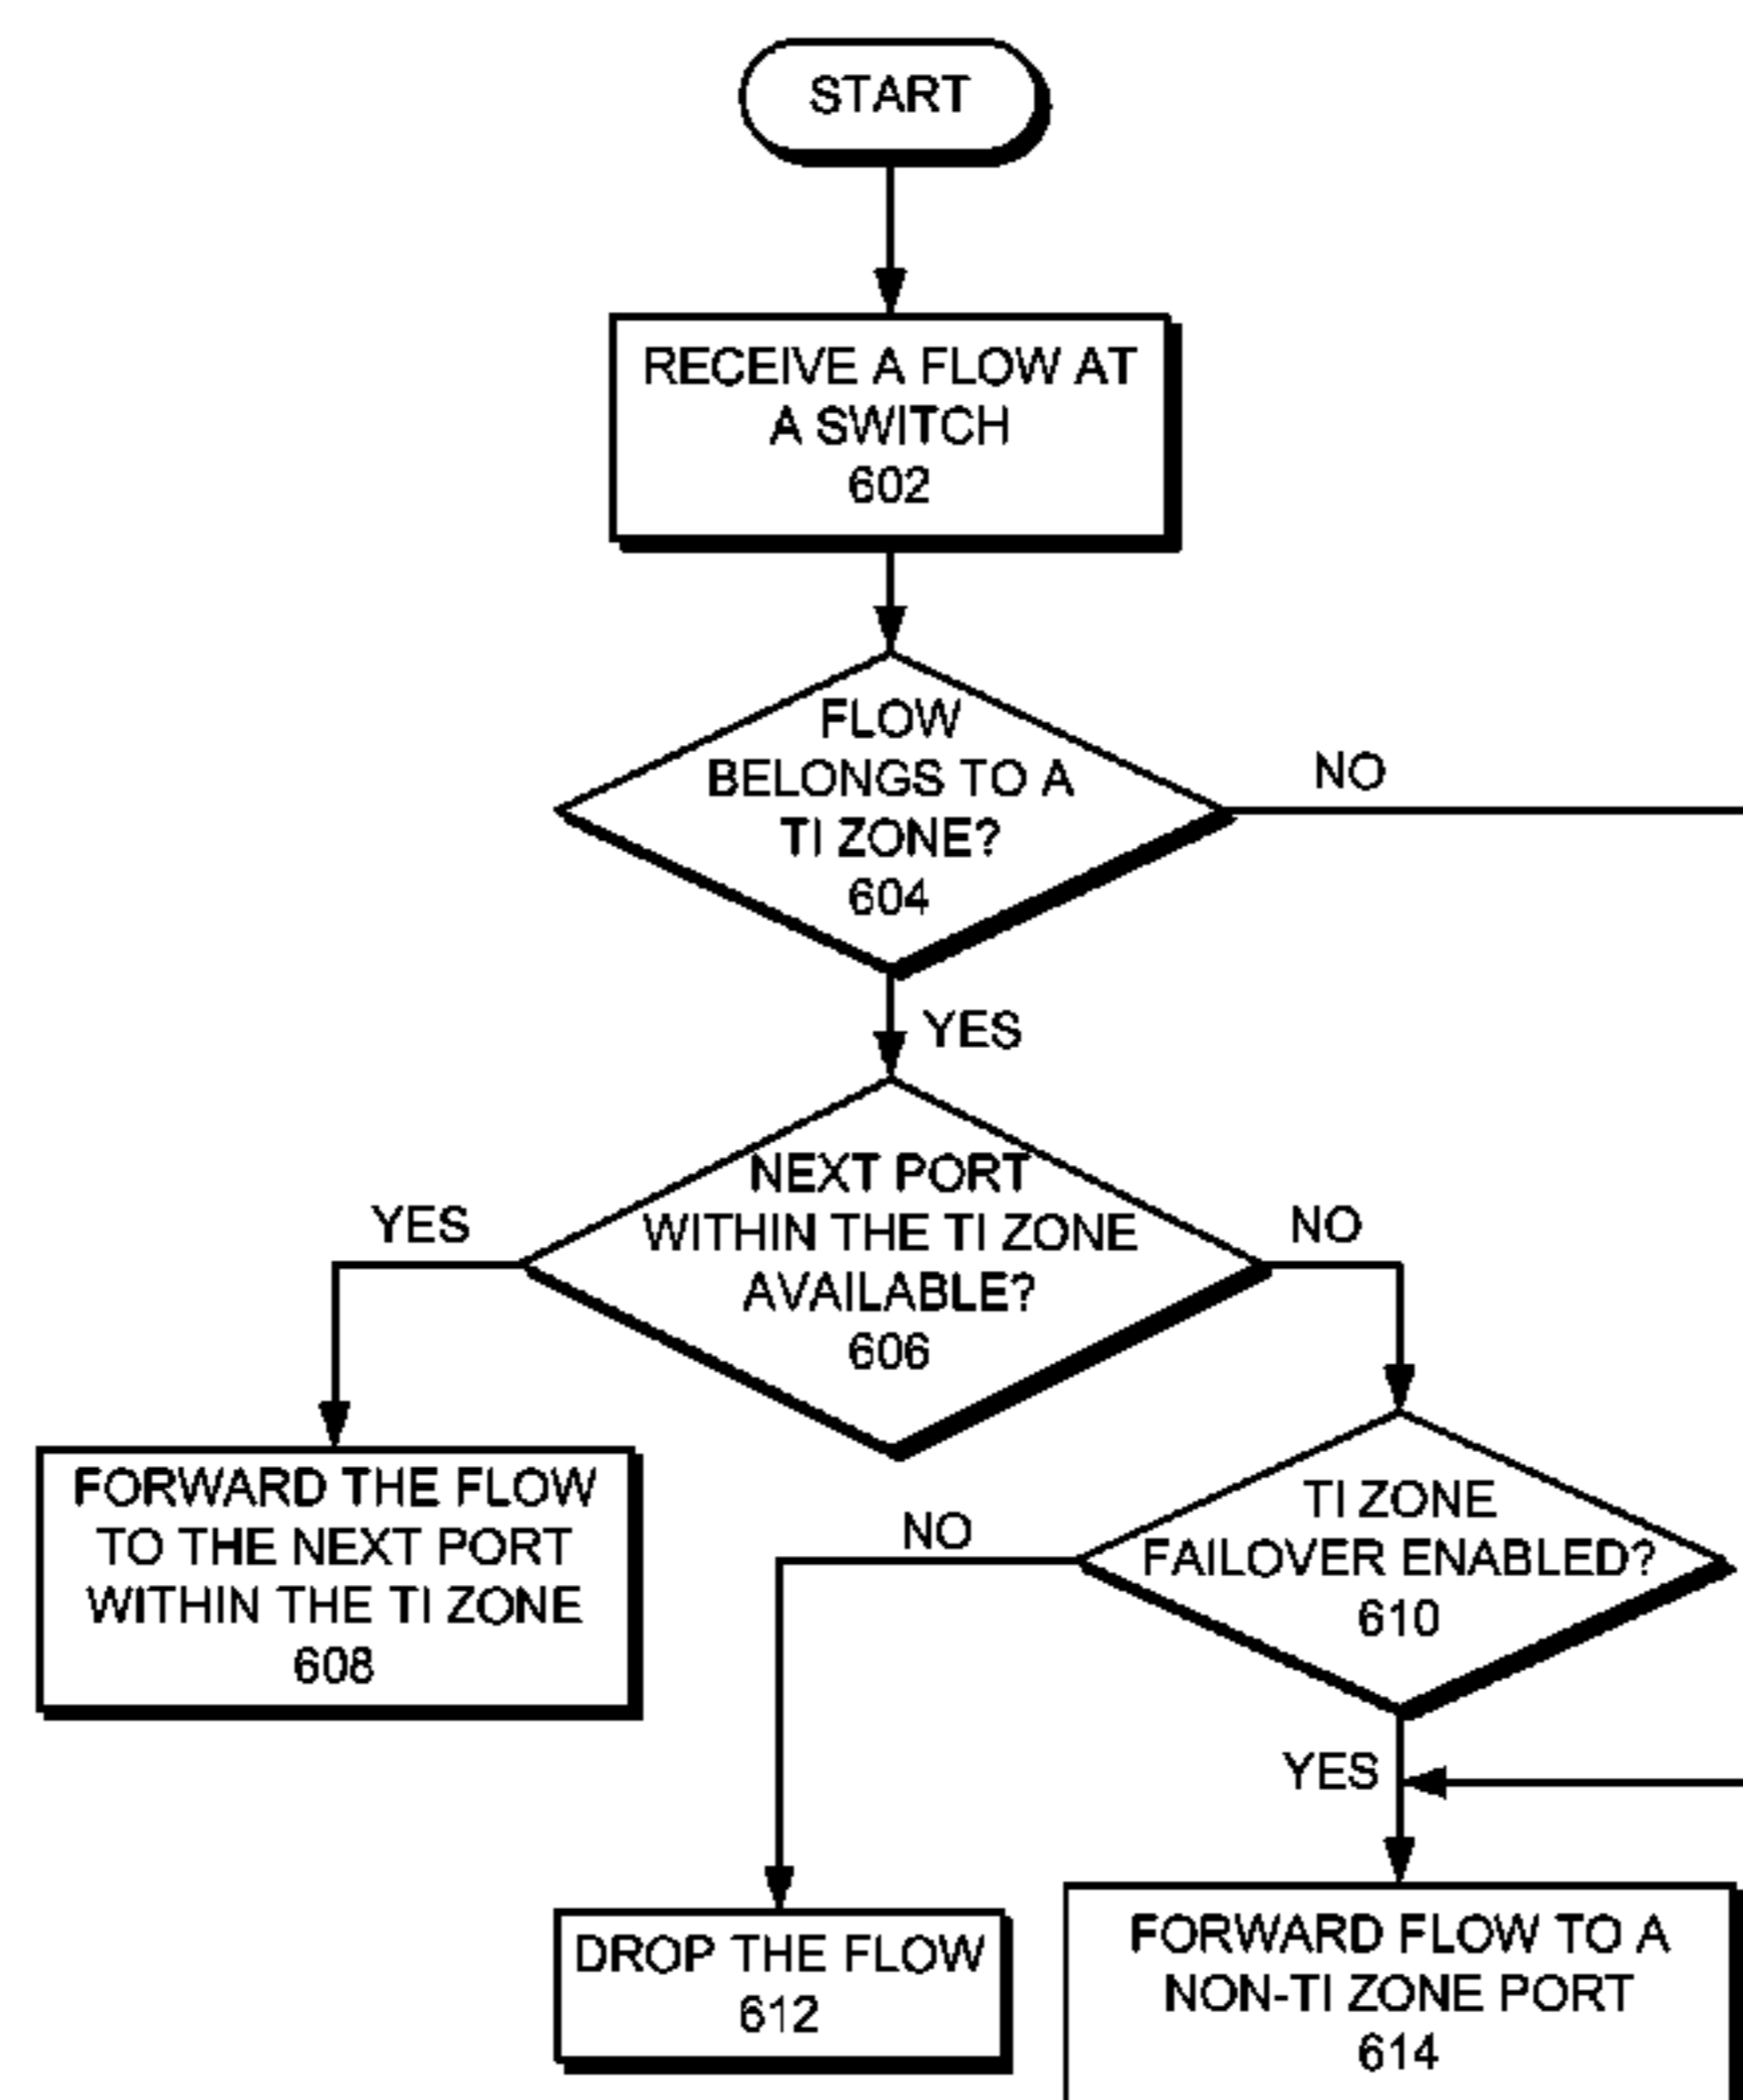 START
RECEIVE A FLOW AT
A SWITCH
602
FLOW
BELONGS TO A
TI ZONE?
604
NO
YES
NEXT PORT
WITHIN THE TI ZONE
AVAILABLE?
606
YES
NO
FORWARD THE FLOW
TO THE NEXT PORT
WITHIN THE TI ZONE
608
TI ZONE
FAILOVER ENABLED?
610
NO
YES
DROP THE FLOW
612
FORWARD FLOW TO A
NON-TI ZONE PORT
614